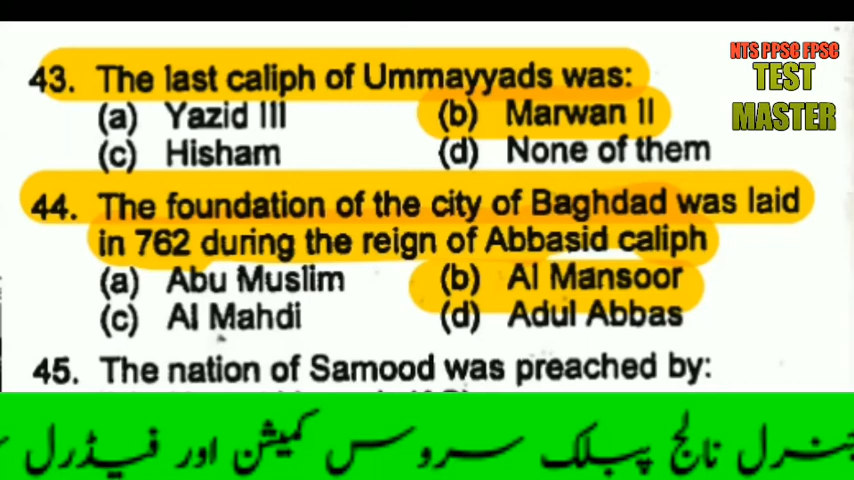 NTS PPSC FPSC
TEST
MASTER
43. The last caliph of Ummayyads was:
(a) Yazid III (b) Marwan II
(c) Hisham (d) None of them
44. The foundation of the city of Baghdad was laid
in 762 during the reign of Abbasid caliph
(a) Abu Muslim (b) Al Mansoor
(c) Al Mahdi (d) Adul Abbas
45. The nation of Samood was preached by:
جنرل نالج پبلک سروس کمیشن اور فیڈرل